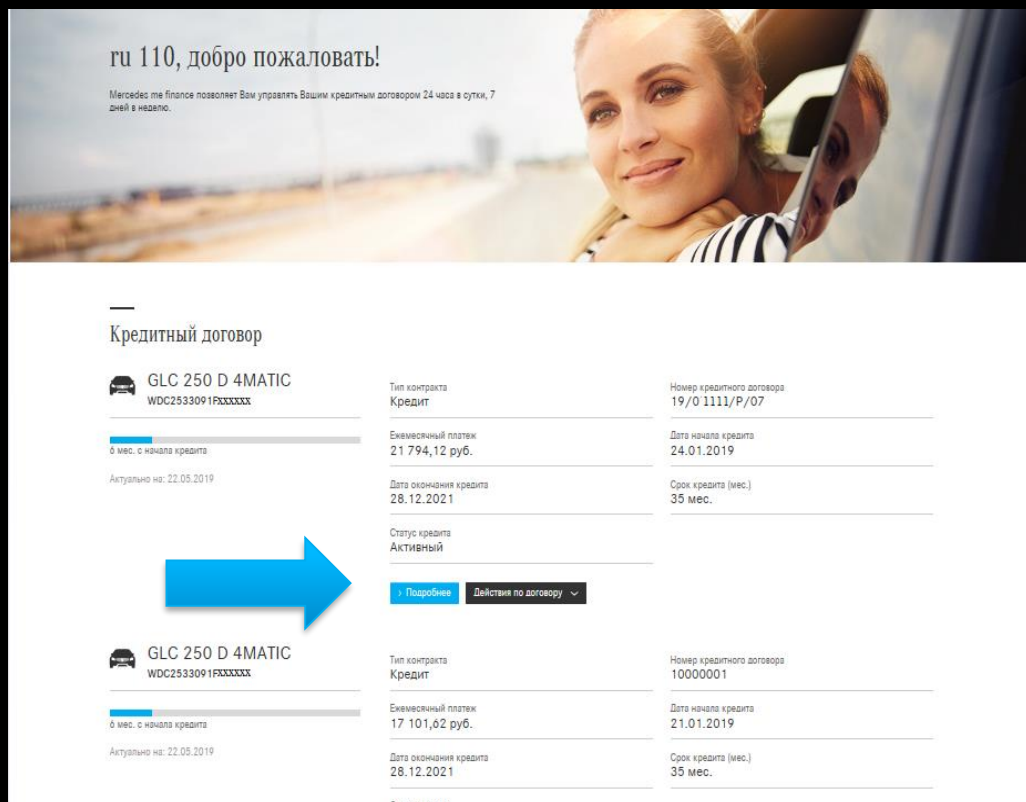 ru 110, добро пожаловать!
Mercedes me finance позволяет Вам управлять Вашим кредитным договором 24 часа в сутки, 7
дней в неделю.
Кредитный договор
GLC 250 D 4MATIC
WDC2533091FXXXXXX
6 мес. с начала кредита
Актуально на: 22.05.2019
Тип контракта
Кредит
Номер кредитного договора
19/0 1111/P/07
Ежемесячный платеж
21 794,12 руб.
Дата начала кредита
24.01.2019
Дата окончания кредита
28.12.2021
Срок кредита (мес.)
35 мес.
Статус кредита
Активный
› Подробнее
Действия по договору
GLC 250 D 4MATIC
WDC2533091FXXXXXX
6 мес. с начала кредита
Актуально на: 22.05.2019
Тип контракта
Кредит
Номер кредитного договора
10000001
Ежемесячный платеж
17 101,62 руб.
Дата начала кредита
21.01.2019
Дата окончания кредита
28.12.2021
Срок кредита (мес.)
35 мес.